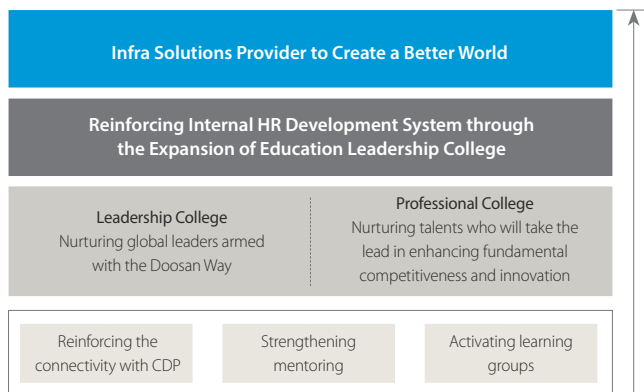 Infra Solutions Provider to Create a Better World
Reinforcing Internal HR Development System through
the Expansion of Education Leadership College
Leadership College
Nurturing global leaders armed
with the Doosan Way
Professional College
Nurturing talents who will take the
lead in enhancing fundamental
competitiveness and innovation
Reinforcing the
connectivity with CDP
Strengthening
mentoring
Activating learning
groups